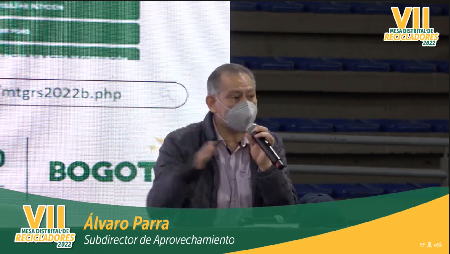 VII
MESA DISTRITAL DE
RECICLADORES
2022
/mtgrs2022b.php
BOGOT
VII
MESA DISTRITAL DE
RECICLADORES
2022
Álvaro Parra
Subdirector de Aprovechamiento